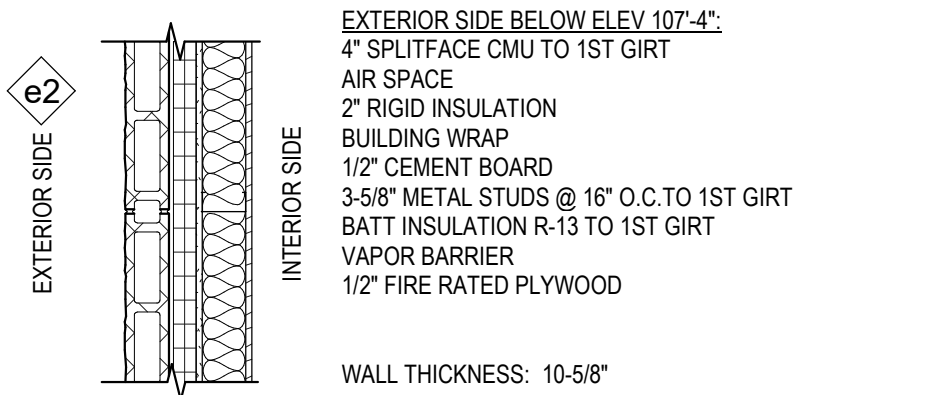 e2
EXTERIOR SIDE
INTERIOR SIDE
EXTERIOR SIDE BELOW ELEV 107'-4":
4" SPLITFACE CMU TO 1ST GIRT
AIR SPACE
2" RIGID INSULATION
BUILDING WRAP
1/2" CEMENT BOARD
3-5/8" METAL STUDS @ 16" O.C.TO 1ST GIRT
BATT INSULATION R-13 TO 1ST GIRT
VAPOR BARRIER
1/2" FIRE RATED PLYWOOD
WALL THICKNESS: 10-5/8"